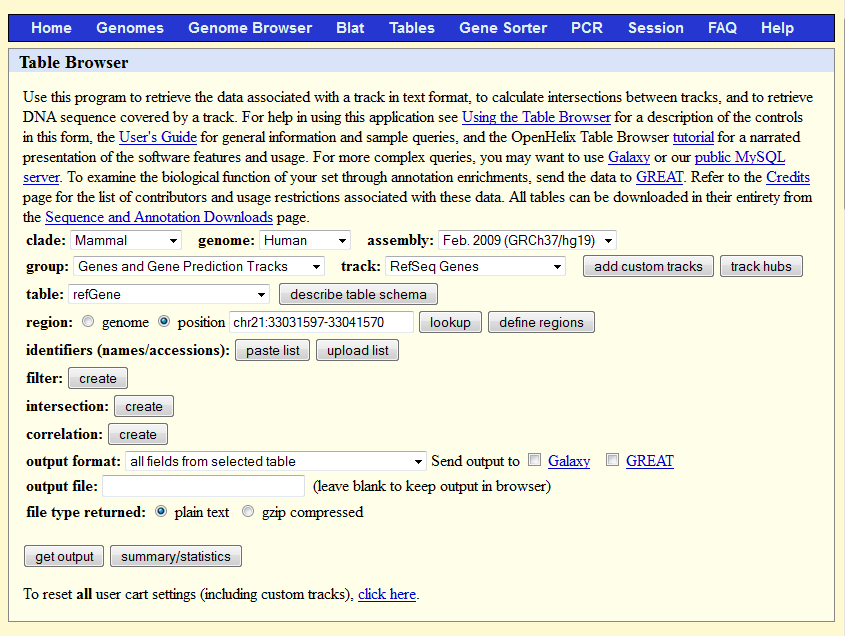 Home Genomes Genome Browser Blat Tables Gene Sorter PCR Session FAQ Help
Table Browser
Use this program to retrieve the data associated with a track in text format, to calculate intersections between tracks, and to retrieve
DNA sequence covered by a track. For help in using this application see Using the Table Browser for a description of the controls
in this form, the User's Guide for general information and sample queries, and the OpenHelix Table Browser tutorial for a narrated
presentation of the software features and usage. For more complex queries, you may want to use Galaxy or our public MySQL
server. To examine the biological function of your set through annotation enrichments, send the data to GREAT. Refer to the Credits
page for the list of contributors and usage restrictions associated with these data. All tables can be downloaded in their entirety from
the Sequence and Annotation Downloads page.
clade: Mammal genome: Human assembly: Feb. 2009 (GRCh37/hg19)
group: Genes and Gene Prediction Tracks track: RefSeq Genes add custom tracks track hubs
table: refGene describe table schema
region: genome position chr21:33031597-33041570 lookup define regions
identifiers (names/accessions): paste list upload list
filter: create
intersection: create
correlation: create
output format: all fields from selected table Send output to Galaxy GREAT
output file: (leave blank to keep output in browser)
file type returned: plain text gzip compressed
get output summary/statistics
To reset all user cart settings (including custom tracks), click here.